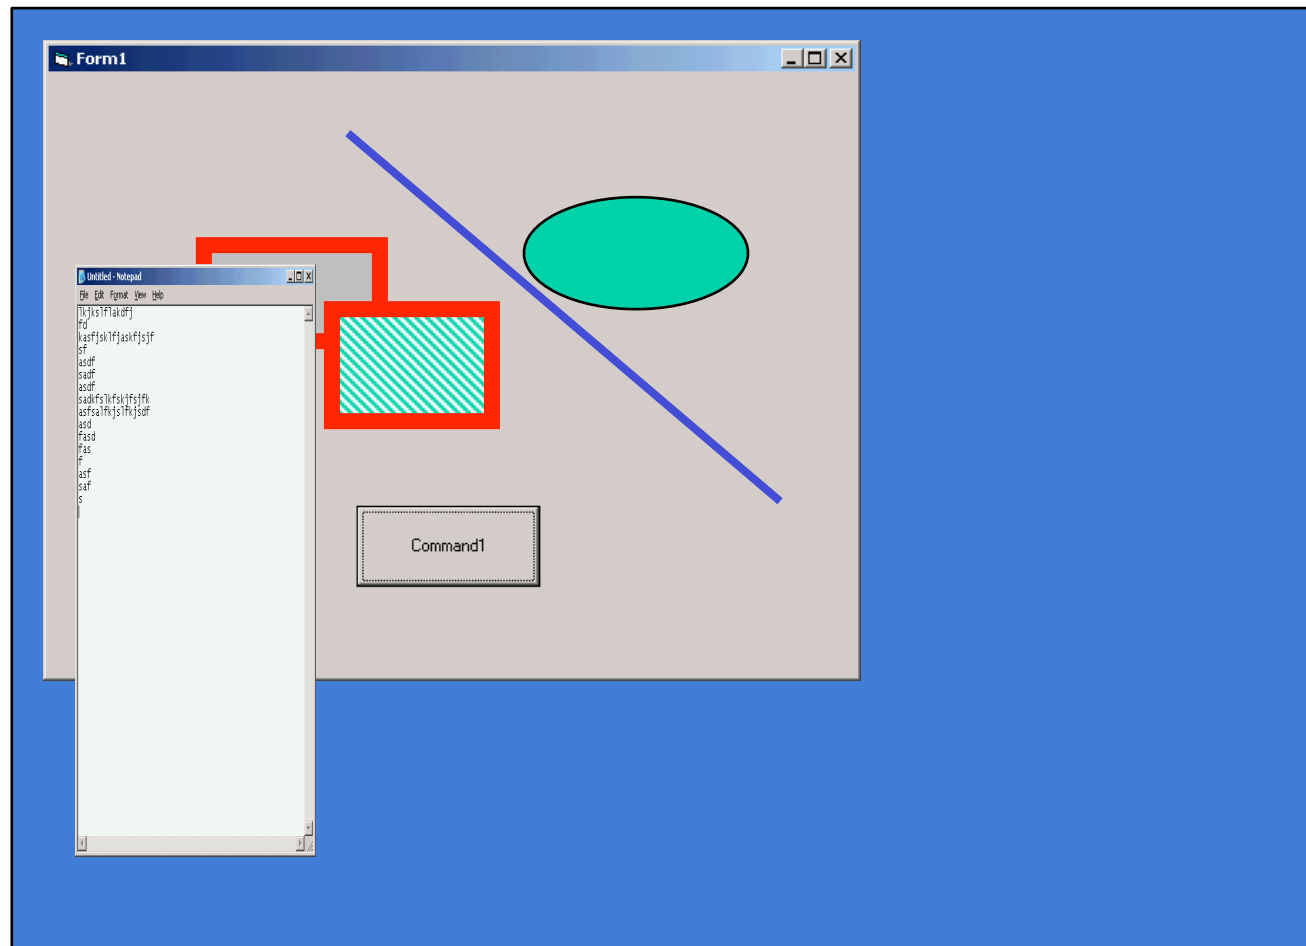 Form1
Untitled - Notepad
File Edit Format View Help
lkjkslflakdfj
fd
kasfjsklfjaskfjsjf
sf
asdf
sadf
asdf
sadkfslkfskjfsjfk
asfsalfkjslfkjsdf
asd
fasd
fas
f
asf
saf
s
Command1